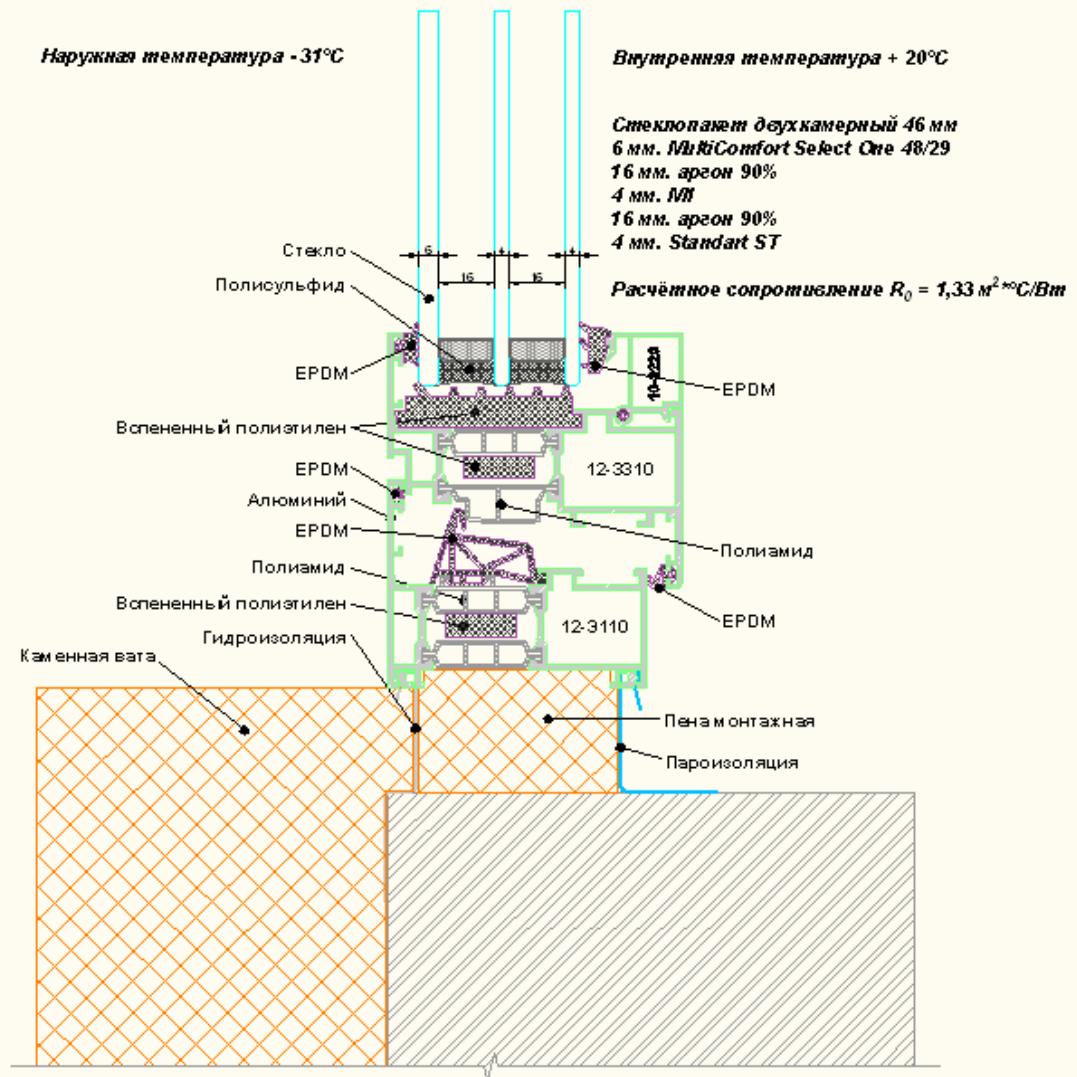 Наружная температура - 31°С
Внутренняя температура + 20°С
Стеклопакет двухкамерный 46 мм
6 мм. MultiComfort Select One 48/29
16 мм. аргон 90%
4 мм. MI
16 мм. аргон 90%
4 мм. Standart ST
Расчётное сопротивление R₀ = 1,33 м²*°С/Вт
6
4
4
16
16
Стекло
Полисульфид
EPDM
EPDM
Вспененный полиэтилен
EPDM
12-3310
Алюминий
EPDM
Полиамид
Полиамид
Вспененный полиэтилен
EPDM
12-3110
Гидроизоляция
Каменная вата
Пена монтажная
Пароизоляция